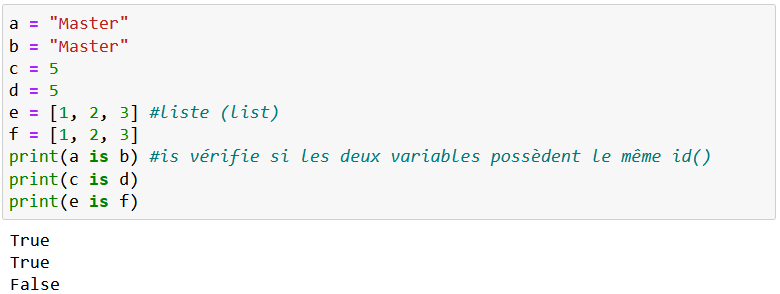 a = "Master"
b = "Master"
c = 5
d = 5
e = [1, 2, 3] #liste (list)
f = [1, 2, 3]
print(a is b) #is vérifie si les deux variables possèdent le même id()
print(c is d)
print(e is f)
True
True
False